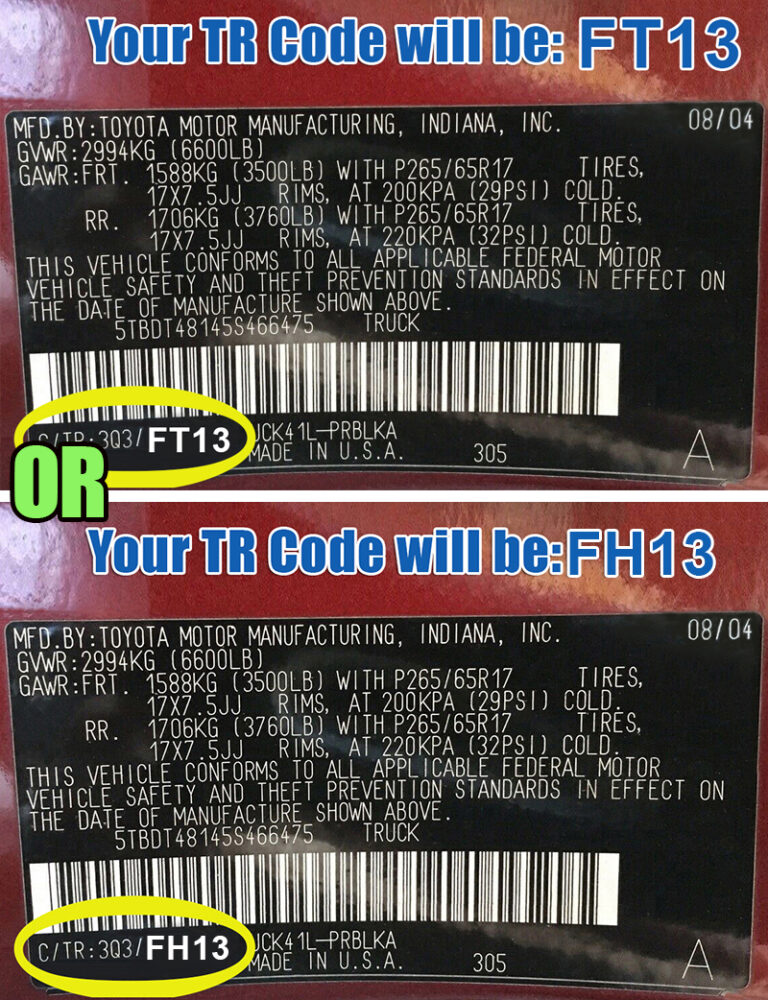 Your TR Code will be: FT13
MFD.BY:TOYOTA MOTOR MANUFACTURING, INDIANA, INC. 08/04
GVWR:2994KG (6600LB)
GAWR:FRT. 1588KG (3500LB) WITH P265/65R17 TIRES,
17X7.5JJ RIMS, AT 200KPA (29PSI) COLD.
RR. 1706KG (3760LB) WITH P265/65R17 TIRES,
17X7.5JJ RIMS, AT 220KPA (32PSI) COLD.
THIS VEHICLE CONFORMS TO ALL APPLICABLE FEDERAL MOTOR
VEHICLE SAFETY AND THEFT PREVENTION STANDARDS IN EFFECT ON
THE DATE OF MANUFACTURE SHOWN ABOVE.
5TBDT48145S466475 TRUCK
C/TR:3Q3/FT13 UCK41L-PRBLKA
MADE IN U.S.A. 305 A
OR
Your TR Code will be:FH13
MFD.BY:TOYOTA MOTOR MANUFACTURING, INDIANA, INC. 08/04
GVWR:2994KG (6600LB)
GAWR:FRT. 1588KG (3500LB) WITH P265/65R17 TIRES,
17X7.5JJ RIMS, AT 200KPA (29PSI) COLD.
RR. 1706KG (3760LB) WITH P265/65R17 TIRES,
17X7.5JJ RIMS, AT 220KPA (32PSI) COLD.
THIS VEHICLE CONFORMS TO ALL APPLICABLE FEDERAL MOTOR
VEHICLE SAFETY AND THEFT PREVENTION STANDARDS IN EFFECT ON
THE DATE OF MANUFACTURE SHOWN ABOVE.
5TBDT48145S466475 TRUCK
C/TR:3Q3/FH13 UCK41L-PRBLKA
MADE IN U.S.A. 305 A